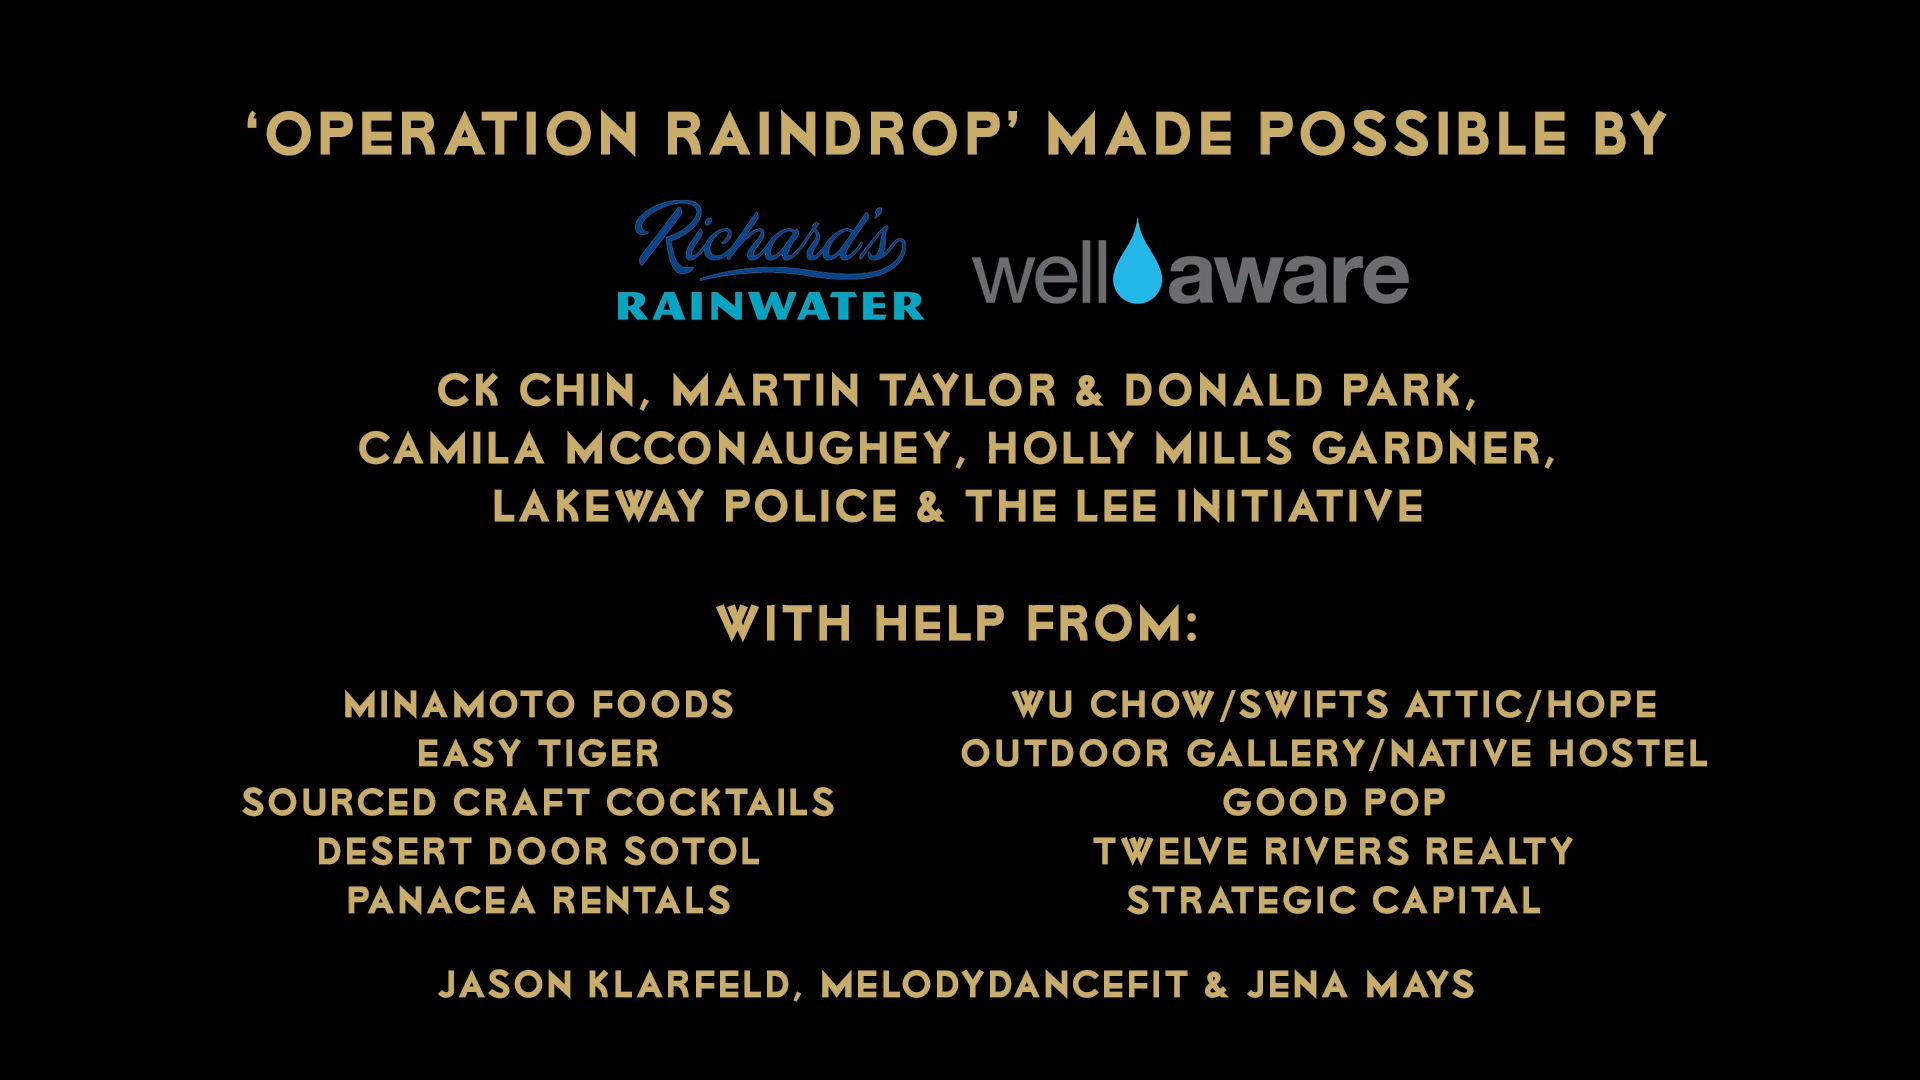 ‘OPERATION RAINDROP’ MADE POSSIBLE BY
Richard's
RAINWATER
well aware
CK CHIN, MARTIN TAYLOR & DONALD PARK,
CAMILA MCCONAUGHEY, HOLLY MILLS GARDNER,
LAKEWAY POLICE & THE LEE INITIATIVE
WITH HELP FROM:
MINAMOTO FOODS
EASY TIGER
SOURCED CRAFT COCKTAILS
DESERT DOOR SOTOL
PANACEA RENTALS
WU CHOW/SWIFTS ATTIC/HOPE
OUTDOOR GALLERY/NATIVE HOSTEL
GOOD POP
TWELVE RIVERS REALTY
STRATEGIC CAPITAL
JASON KLARFELD, MELODYDANCEFIT & JENA MAYS